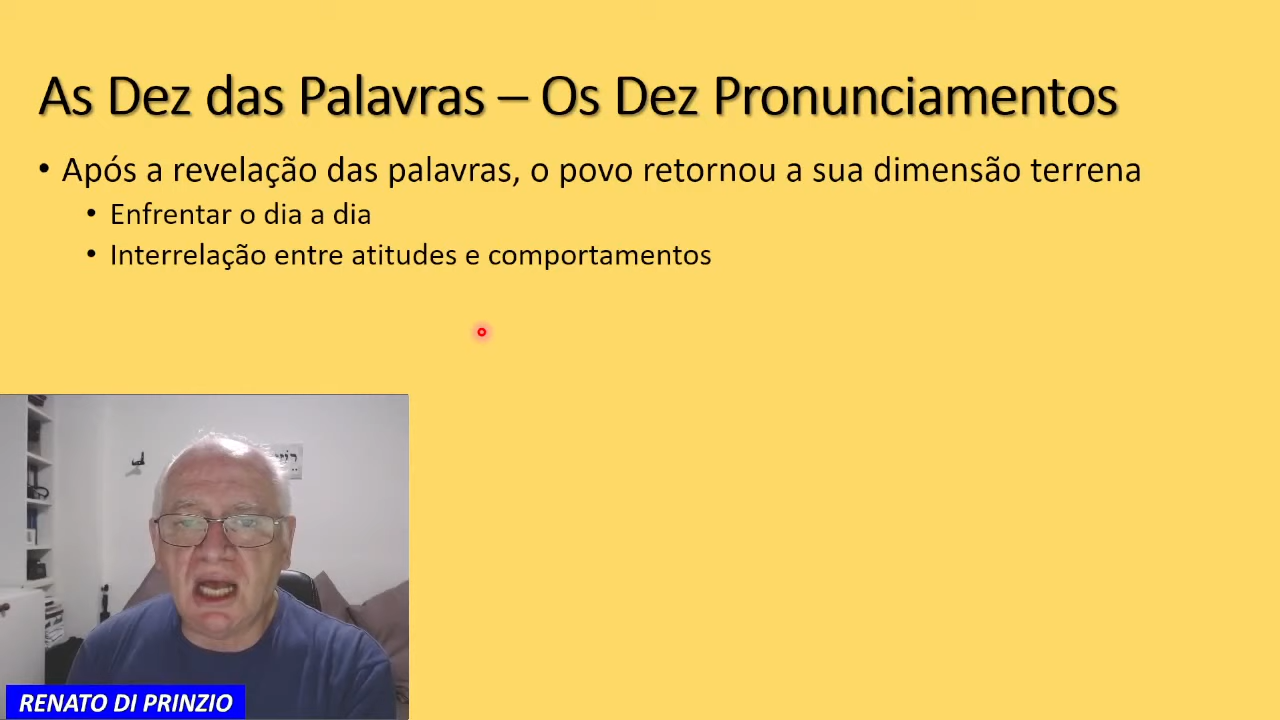 As Dez das Palavras – Os Dez Pronunciamentos
• Após a revelação das palavras, o povo retornou a sua dimensão terrena
• Enfrentar o dia a dia
• Interrelação entre atitudes e comportamentos
RENATO DI PRINZIO